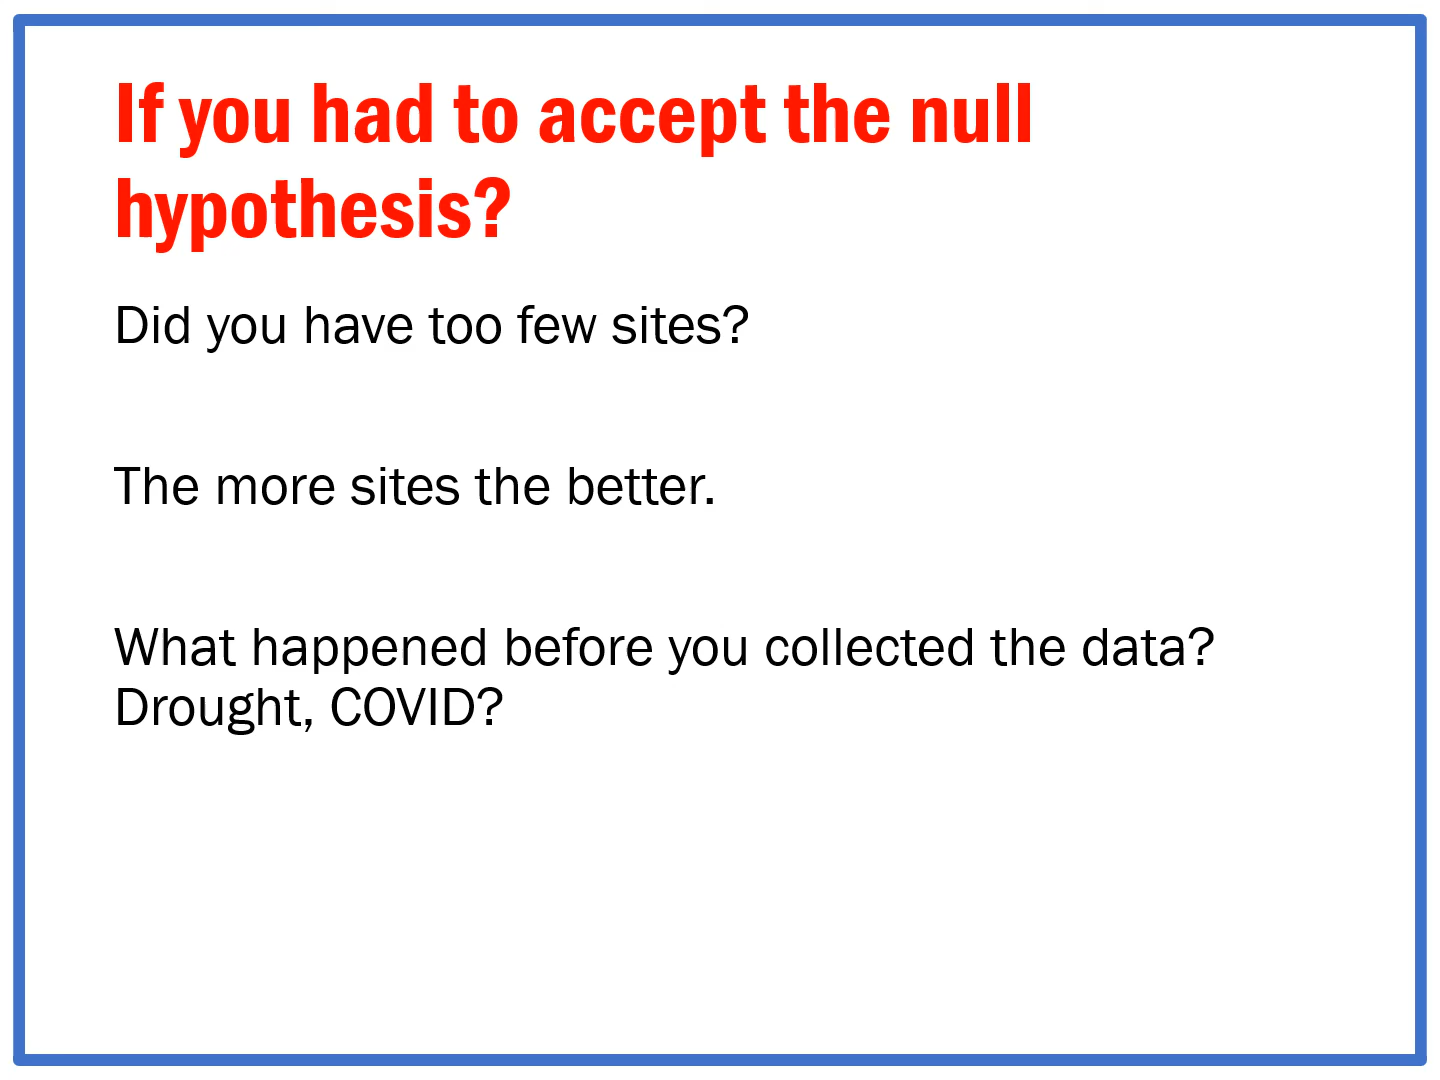 If you had to accept the null
hypothesis?
Did you have too few sites?
The more sites the better.
What happened before you collected the data?
Drought, COVID?